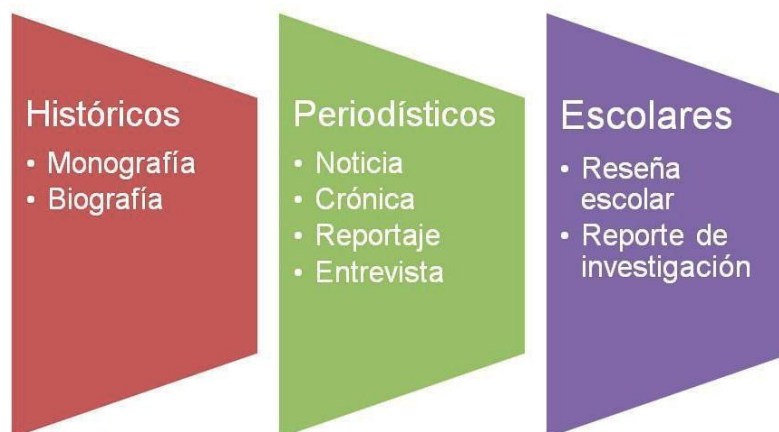 Históricos
• Monografía
• Biografía
Periodísticos
• Noticia
• Crónica
• Reportaje
• Entrevista
Escolares
• Reseña
escolar
• Reporte de
investigación